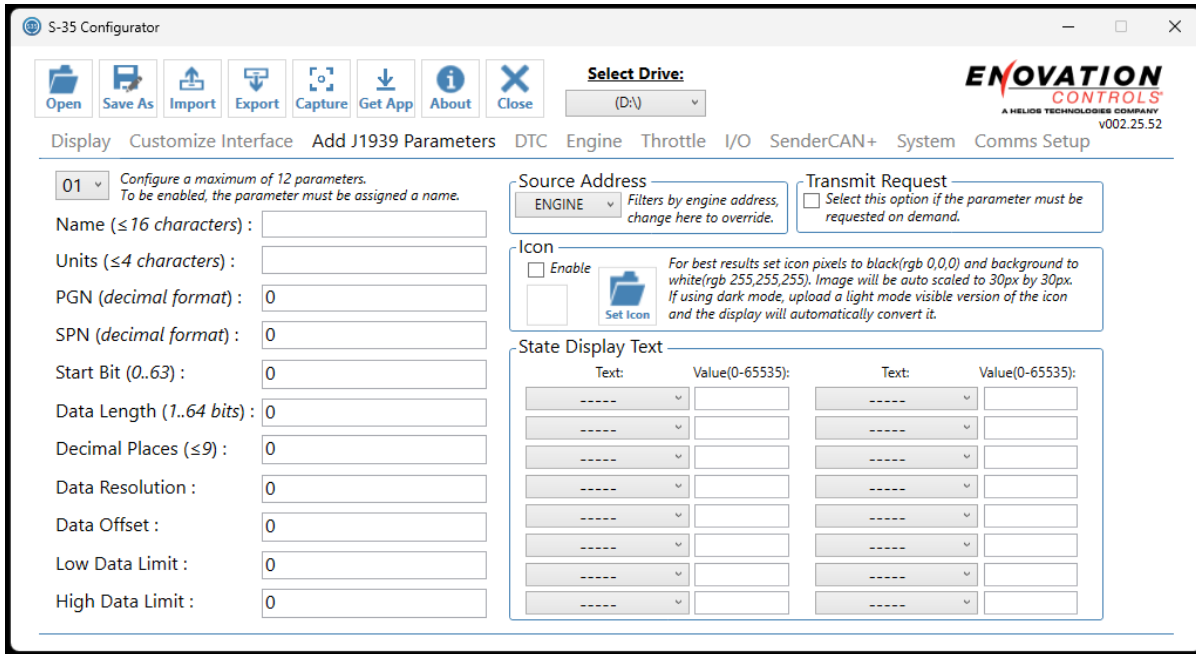 S-35 Configurator
Open Save As Import Export Capture Get App About Close
Select Drive:
(D:\)
ENOVATION
CONTROLS
A HELIOS TECHNOLOGIES COMPANY
v002.25.52
Display Customize Interface Add J1939 Parameters DTC Engine Throttle I/O SenderCAN+ System Comms Setup
01
Configure a maximum of 12 parameters.
To be enabled, the parameter must be assigned a name.
Name (≤16 characters) :
Units (≤4 characters) :
PGN (decimal format) : 0
SPN (decimal format) : 0
Start Bit (0..63) : 0
Data Length (1..64 bits) : 0
Decimal Places (≤9) : 0
Data Resolution : 0
Data Offset : 0
Low Data Limit : 0
High Data Limit : 0
Source Address
ENGINE
Filters by engine address,
change here to override.
Transmit Request
Select this option if the parameter must be
requested on demand.
Icon
Enable
Set Icon
For best results set icon pixels to black(rgb 0,0,0) and background to
white(rgb 255,255,255). Image will be auto scaled to 30px by 30px.
If using dark mode, upload a light mode visible version of the icon
and the display will automatically convert it.
State Display Text
Text: Value(0-65535): Text: Value(0-65535):
----- -----
----- -----
----- -----
----- -----
----- -----
----- -----
----- -----
----- -----